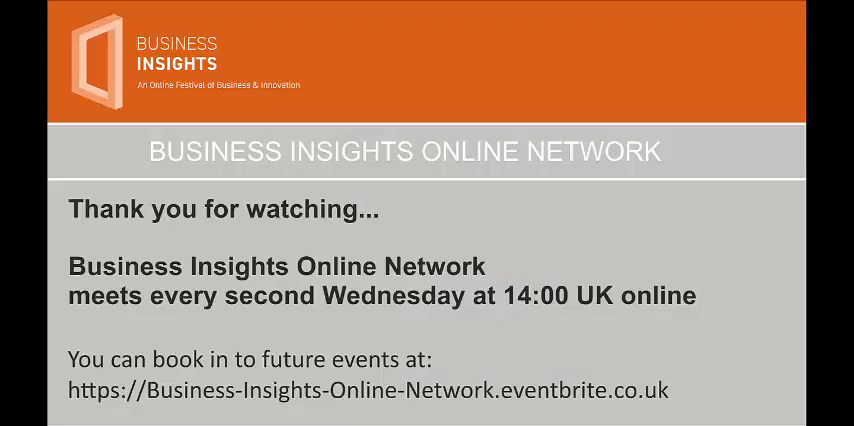 BUSINESS
INSIGHTS
An Online Festival of Business & Innovation
BUSINESS INSIGHTS ONLINE NETWORK
Thank you for watching...
Business Insights Online Network
meets every second Wednesday at 14:00 UK online
You can book in to future events at:
https://Business-Insights-Online-Network.eventbrite.co.uk